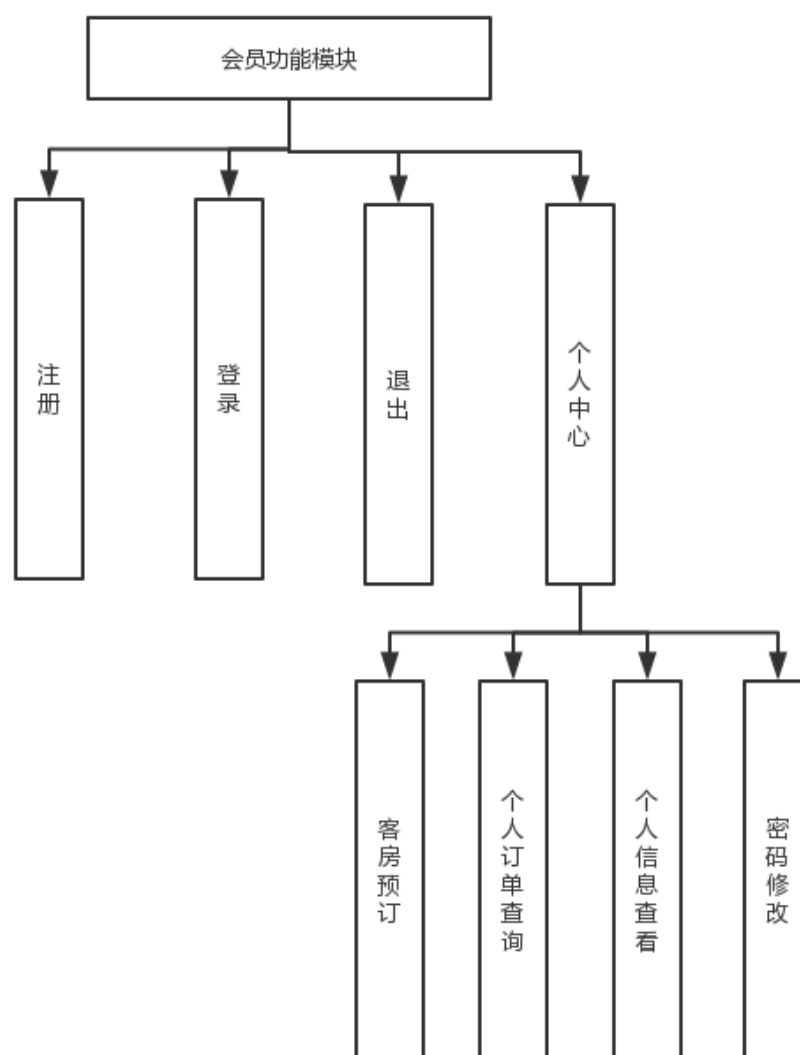 会员功能模块
注册
登录
退出
个人中心
客房预订
个人订单查询
个人信息查看
密码修改